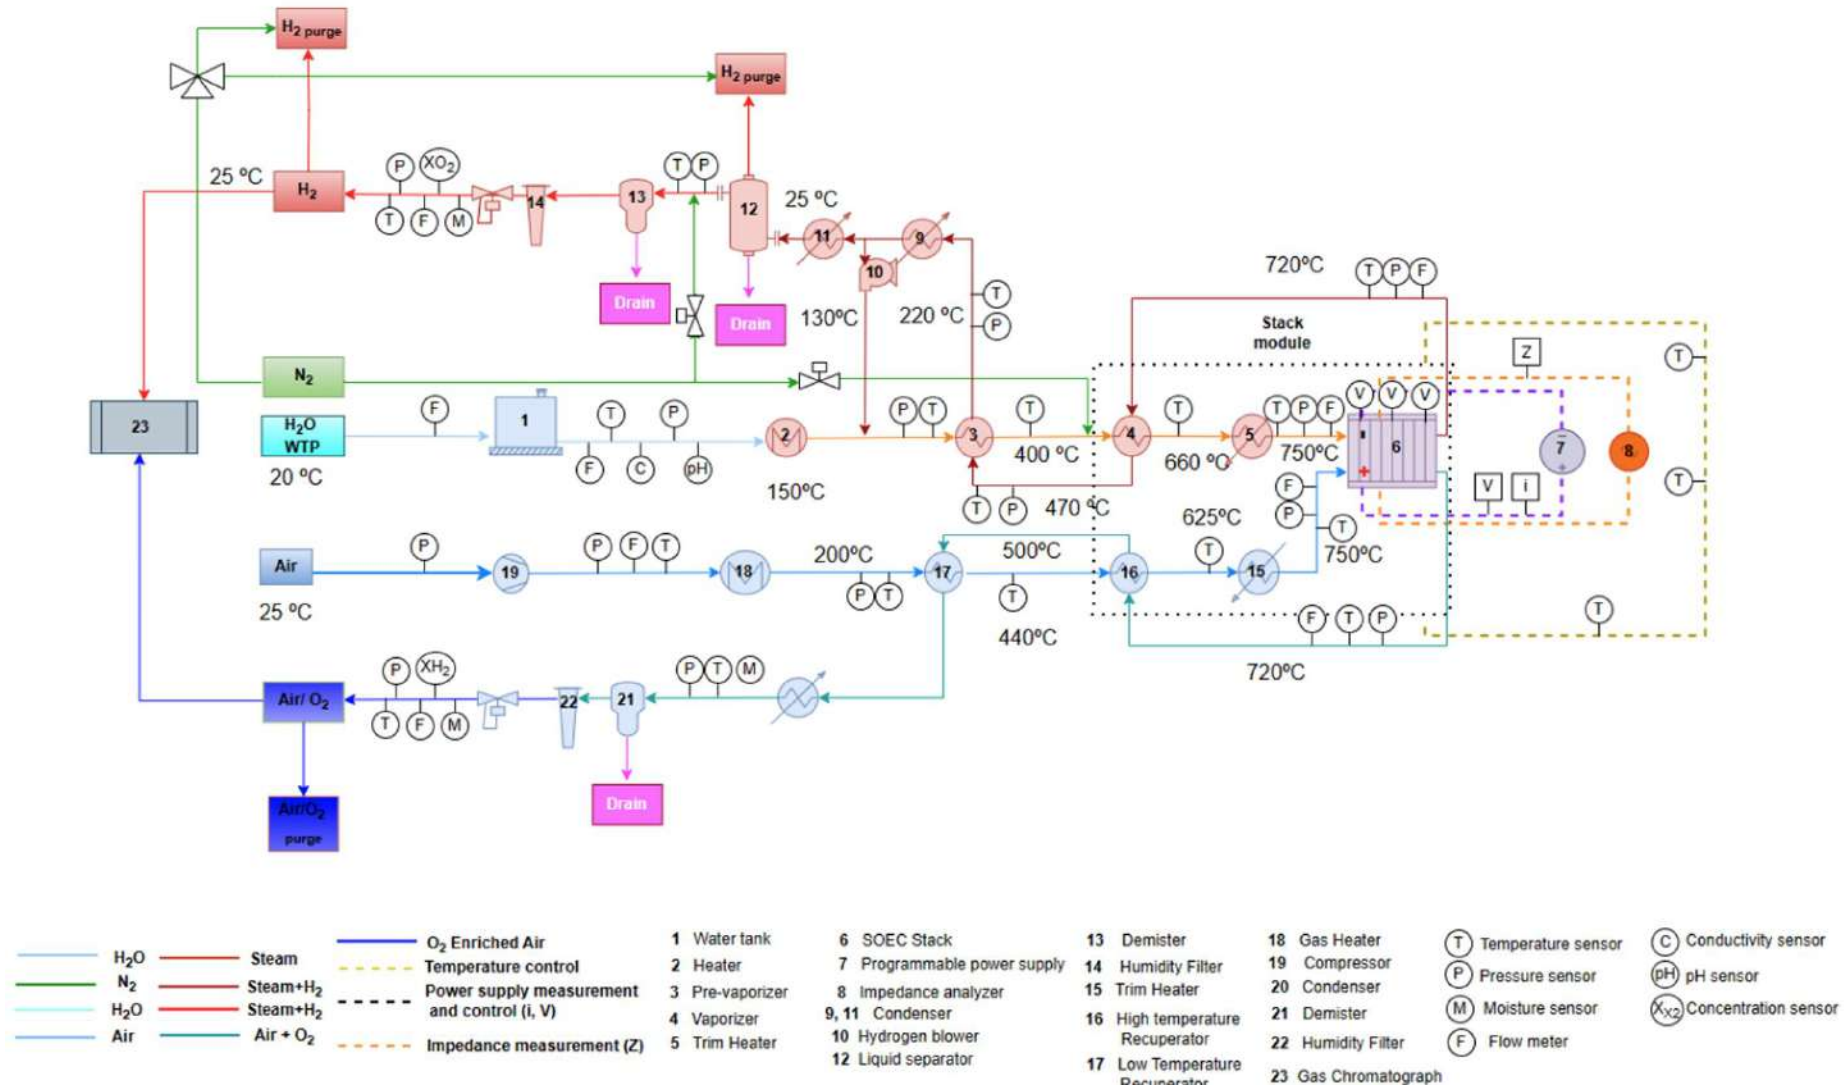 H2 purge
H2 purge
25 ºC
H2
P
XO2
T
F
M
14
13
T
P
12
25 ºC
11
9
10
Drain
Drain
130ºC
220 ºC
T
P
720ºC
T
P
F
Stack
module
N2
23
H2O
WTP
20 ºC
F
1
T
P
F
C
pH
2
150ºC
P
T
3
T
400 ºC
4
T
660 ºC
5
T
P
F
750ºC
V
V
V
6
Z
7
8
T
T
V
i
T
P
470 ºC
F
P
T
750ºC
625ºC
Air
25 ºC
P
19
P
F
T
18
200ºC
P
T
17
500ºC
T
440ºC
16
T
15
F
T
P
720ºC
T
Air/ O2
P
XH2
T
F
M
22
21
P
T
M
Drain
Air/O2
purge
H2O
N2
H2O
Air
Steam
Steam+H2
Steam+H2
Air + O2
O2 Enriched Air
Temperature control
Power supply measurement
and control (i, V)
Impedance measurement (Z)
1 Water tank
2 Heater
3 Pre-vaporizer
4 Vaporizer
5 Trim Heater
6 SOEC Stack
7 Programmable power supply
8 Impedance analyzer
9, 11 Condenser
10 Hydrogen blower
12 Liquid separator
13 Demister
14 Humidity Filter
15 Trim Heater
16 High temperature
Recuperator
17 Low Temperature
Recuperator
18 Gas Heater
19 Compressor
20 Condenser
21 Demister
22 Humidity Filter
23 Gas Chromatograph
T Temperature sensor
P Pressure sensor
M Moisture sensor
F Flow meter
C Conductivity sensor
pH pH sensor
XX2 Concentration sensor